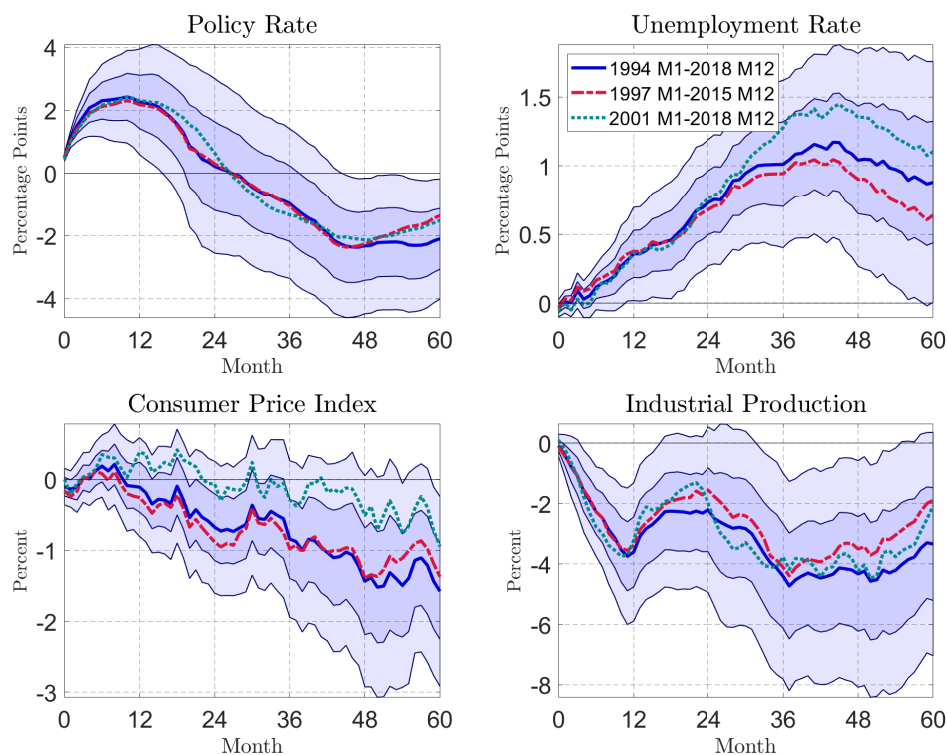 Policy Rate
4
2
0
-2
-4
Percentage Points
0
12
24
36
48
60
Month
Unemployment Rate
1994 M1-2018 M12
1997 M1-2015 M12
2001 M1-2018 M12
1.5
1
0.5
0
Percentage Points
0
12
24
36
48
60
Month
Consumer Price Index
0
-1
-2
-3
Percent
0
12
24
36
48
60
Month
Industrial Production
0
-2
-4
-6
-8
Percent
0
12
24
36
48
60
Month